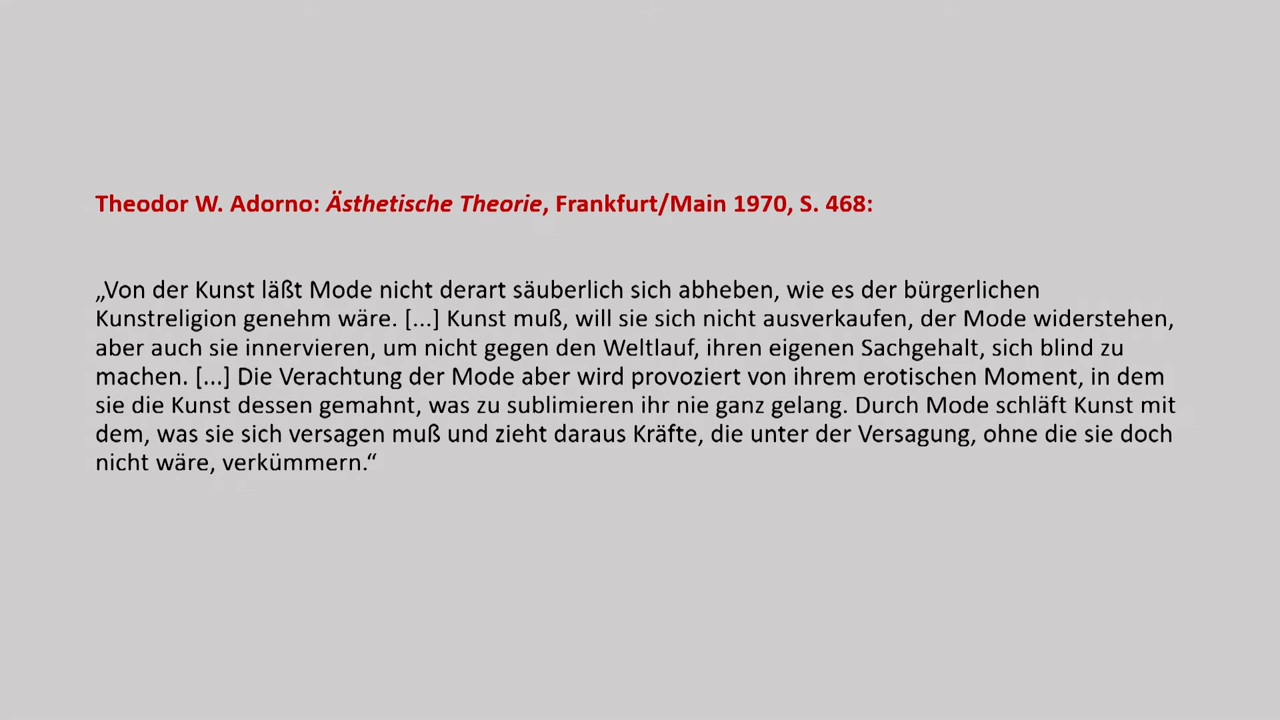 Theodor W. Adorno: Ästhetische Theorie, Frankfurt/Main 1970, S. 468:
„Von der Kunst läßt Mode nicht derart säuberlich sich abheben, wie es der bürgerlichen
Kunstreligion genehm wäre. [...] Kunst muß, will sie sich nicht ausverkaufen, der Mode widerstehen,
aber auch sie innervieren, um nicht gegen den Weltlauf, ihren eigenen Sachgehalt, sich blind zu
machen. [...] Die Verachtung der Mode aber wird provoziert von ihrem erotischen Moment, in dem
sie die Kunst dessen gemahnt, was zu sublimieren ihr nie ganz gelang. Durch Mode schläft Kunst mit
dem, was sie sich versagen muß und zieht daraus Kräfte, die unter der Versagung, ohne die sie doch
nicht wäre, verkümmern.“